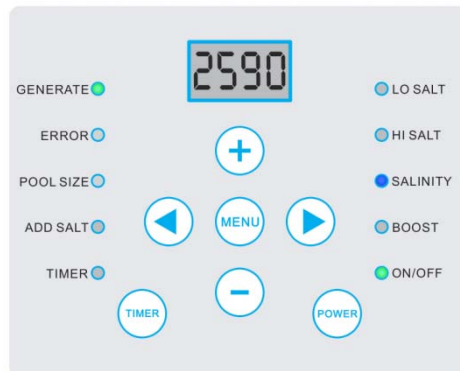 2590
GENERATE
ERROR
POOL SIZE
ADD SALT
TIMER
LO SALT
HI SALT
SALINITY
BOOST
ON/OFF
+
MENU
−
TIMER
POWER